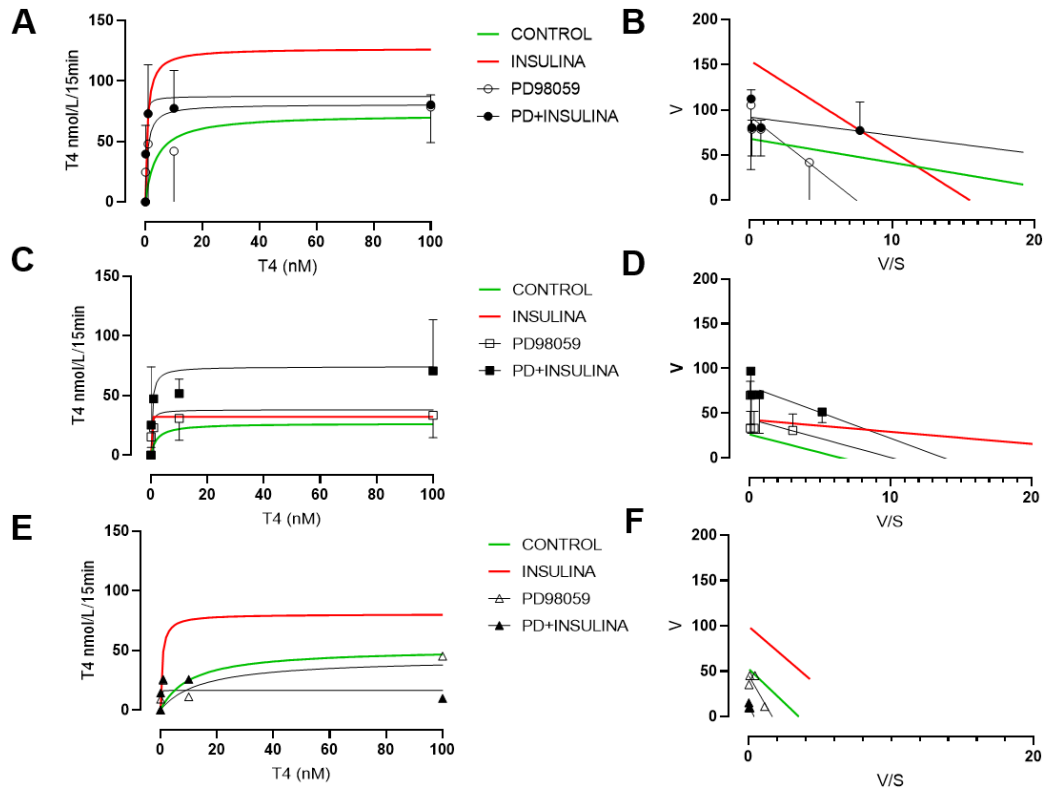 A
T4 nmol/L/15min
150
100
50
0
0
20
40
60
80
100
T4 (nM)
CONTROL
INSULINA
PD98059
PD+INSULINA
B
V
200
150
100
50
0
0
10
20
V/S
C
T4 nmol/L/15min
150
100
50
0
0
20
40
60
80
100
T4 (nM)
CONTROL
INSULINA
PD98059
PD+INSULINA
D
V
200
150
100
50
0
0
10
20
V/S
E
T4 nmol/L/15min
150
100
50
0
0
20
40
60
80
100
T4 (nM)
CONTROL
INSULINA
PD98059
PD+INSULINA
F
V
200
150
100
50
0
0
10
20
V/S